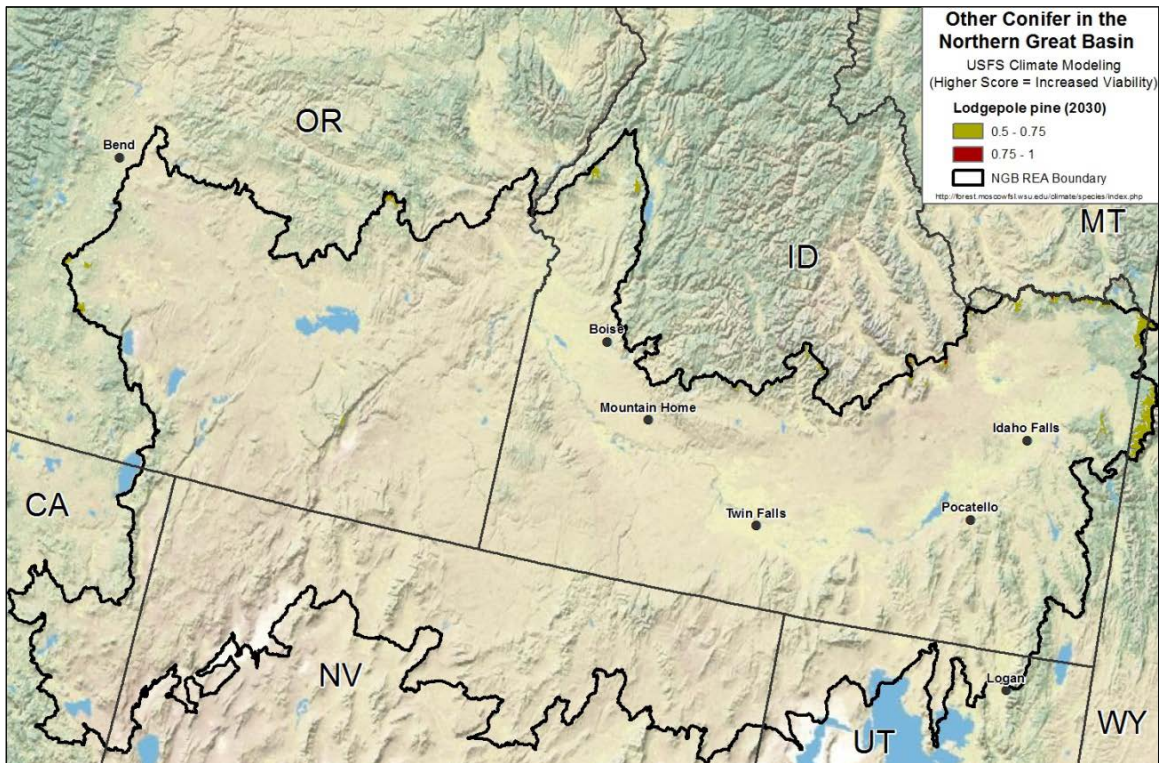 Other Conifer in the
Northern Great Basin
USFS Climate Modeling
(Higher Score = Increased Viability)
Lodgepole pine (2030)
0.5 - 0.75
0.75 - 1
NGB REA Boundary
http://forest.moscowfsl.wsu.edu/climate/species/index.php
OR
Bend
MT
ID
Boise
Mountain Home
Idaho Falls
CA
Twin Falls
Pocatello
NV
Logan
WY
UT